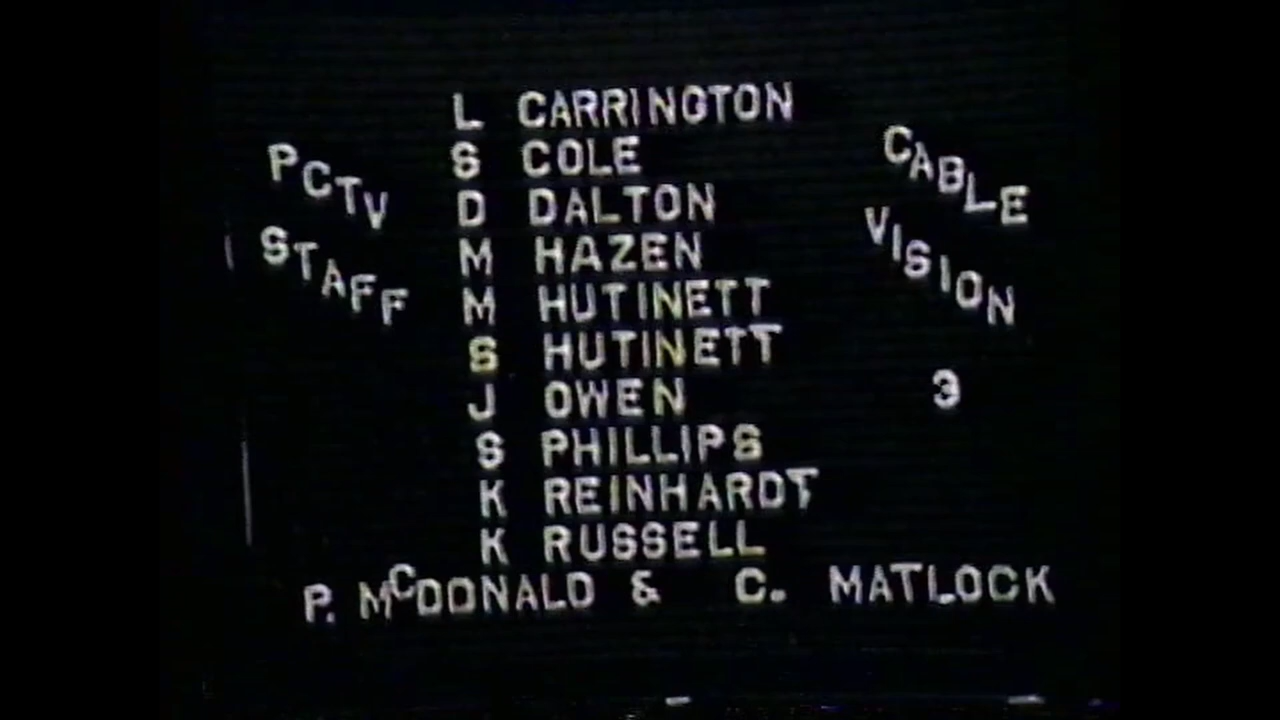 L CARRINGTON
S COLE
D DALTON
M HAZEN
M HUTINETT
S HUTINETT
J OWEN
S PHILLIPS
K REINHARDT
K RUSSELL
P. McDONALD & C. MATLOCK
PCTV
STAFF
CABLE
VISION
3